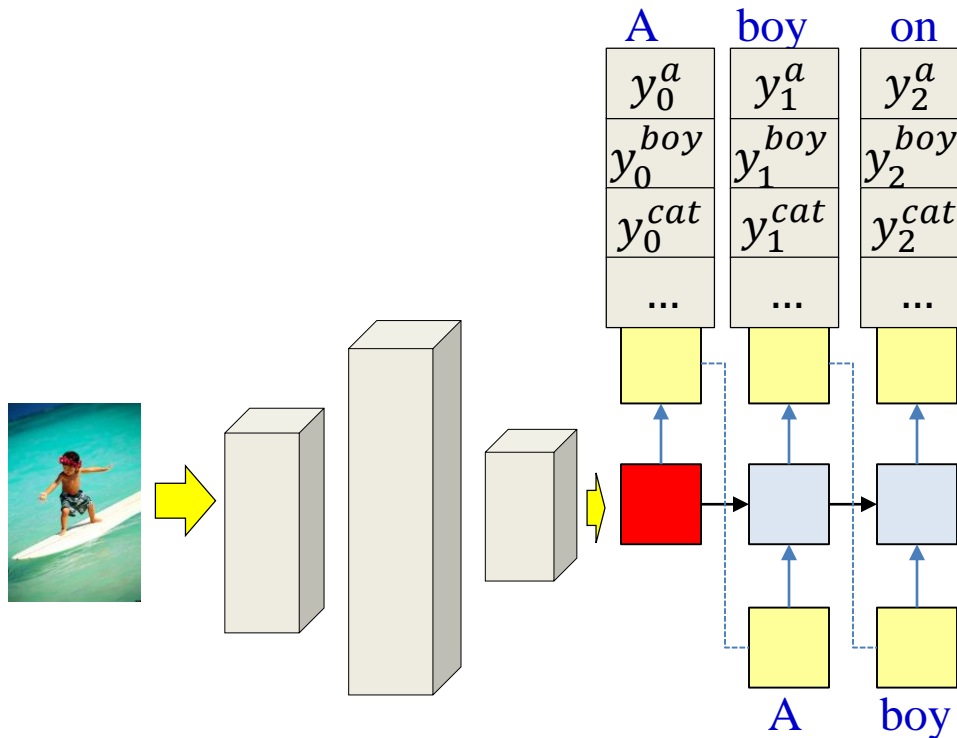 A boy on
y_0^a y_1^a y_2^a
y_0^boy y_1^boy y_2^boy
y_0^cat y_1^cat y_2^cat
... ... ...
A boy